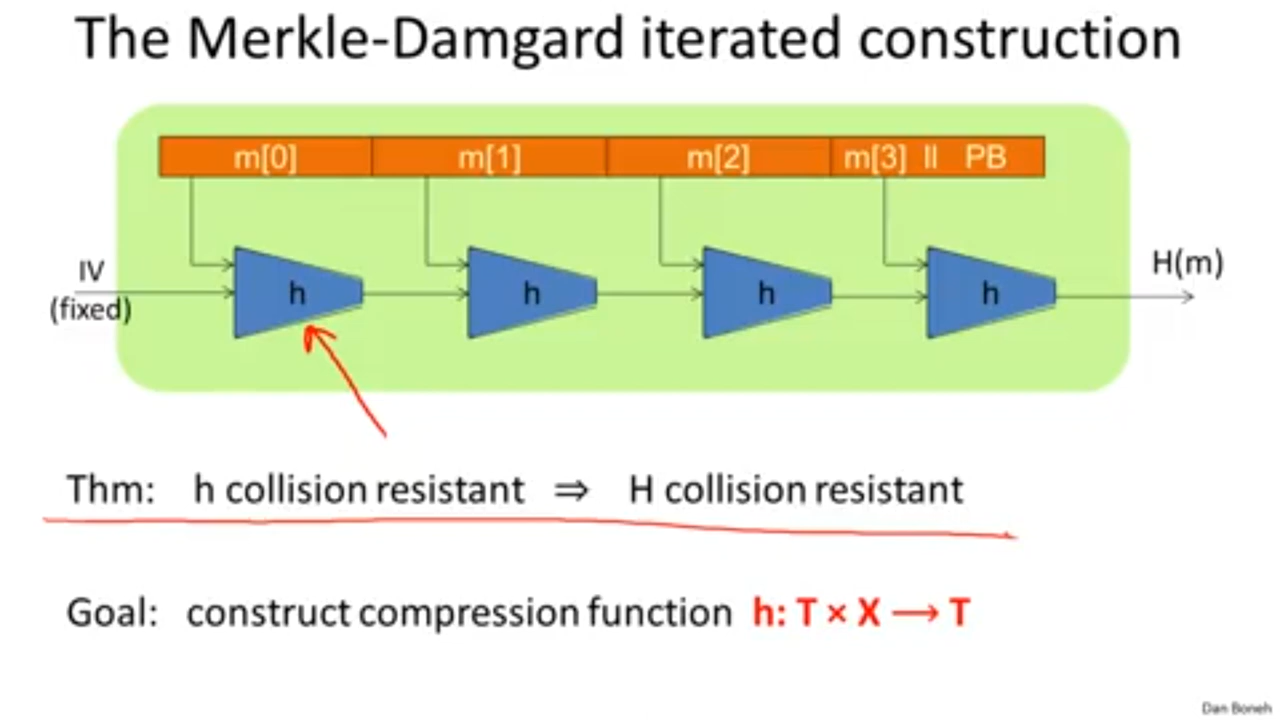 The Merkle-Damgard iterated construction
m[0] m[1] m[2] m[3] ll PB
IV
(fixed)
h h h h
H(m)
Thm: h collision resistant ⇒ H collision resistant
Goal: construct compression function h: T × X ⟶ T
Dan Boneh